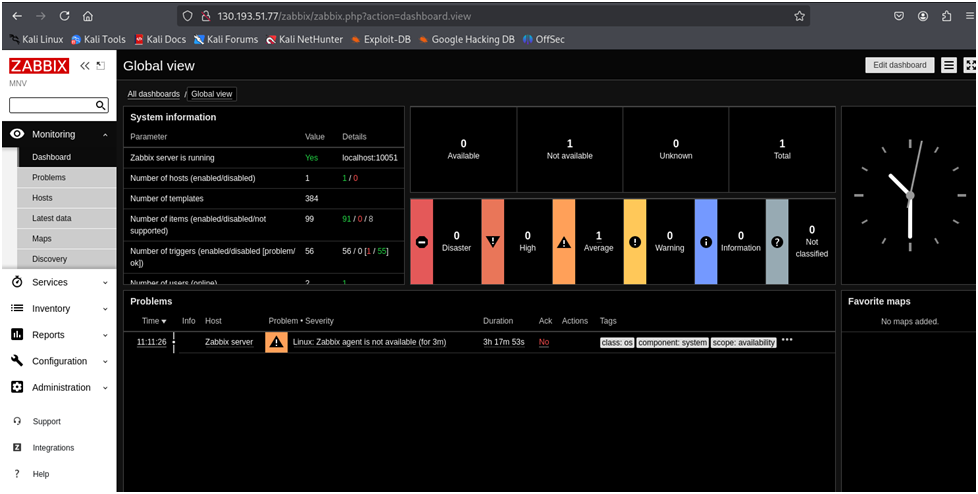 130.193.51.77/zabbix/zabbix.php?action=dashboard.view
Kali Linux Kali Tools Kali Docs Kali Forums Kali NetHunter Exploit-DB Google Hacking DB OffSec
ZABBIX
MNV
Monitoring
Dashboard
Problems
Hosts
Latest data
Maps
Discovery
Services
Inventory
Reports
Configuration
Administration
Support
Integrations
Help
Global view
Edit dashboard
All dashboards / Global view
System information
Parameter Value Details
Zabbix server is running Yes localhost:10051
Number of hosts (enabled/disabled) 1 1 / 0
Number of templates 384
Number of items (enabled/disabled/not supported) 99 91 / 0 / 8
Number of triggers (enabled/disabled [problem/ok]) 56 56 / 0 [1 / 55]
Number of users (online) 2 1
0 1 0 1
Available Not available Unknown Total
0 0 1 0 0 0
Disaster High Average Warning Information Not classified
Problems
Time Info Host Problem • Severity Duration Ack Actions Tags
11:11:26 Zabbix server Linux: Zabbix agent is not available (for 3m) 3h 17m 53s No class: os component: system scope: availability
Favorite maps
No maps added.